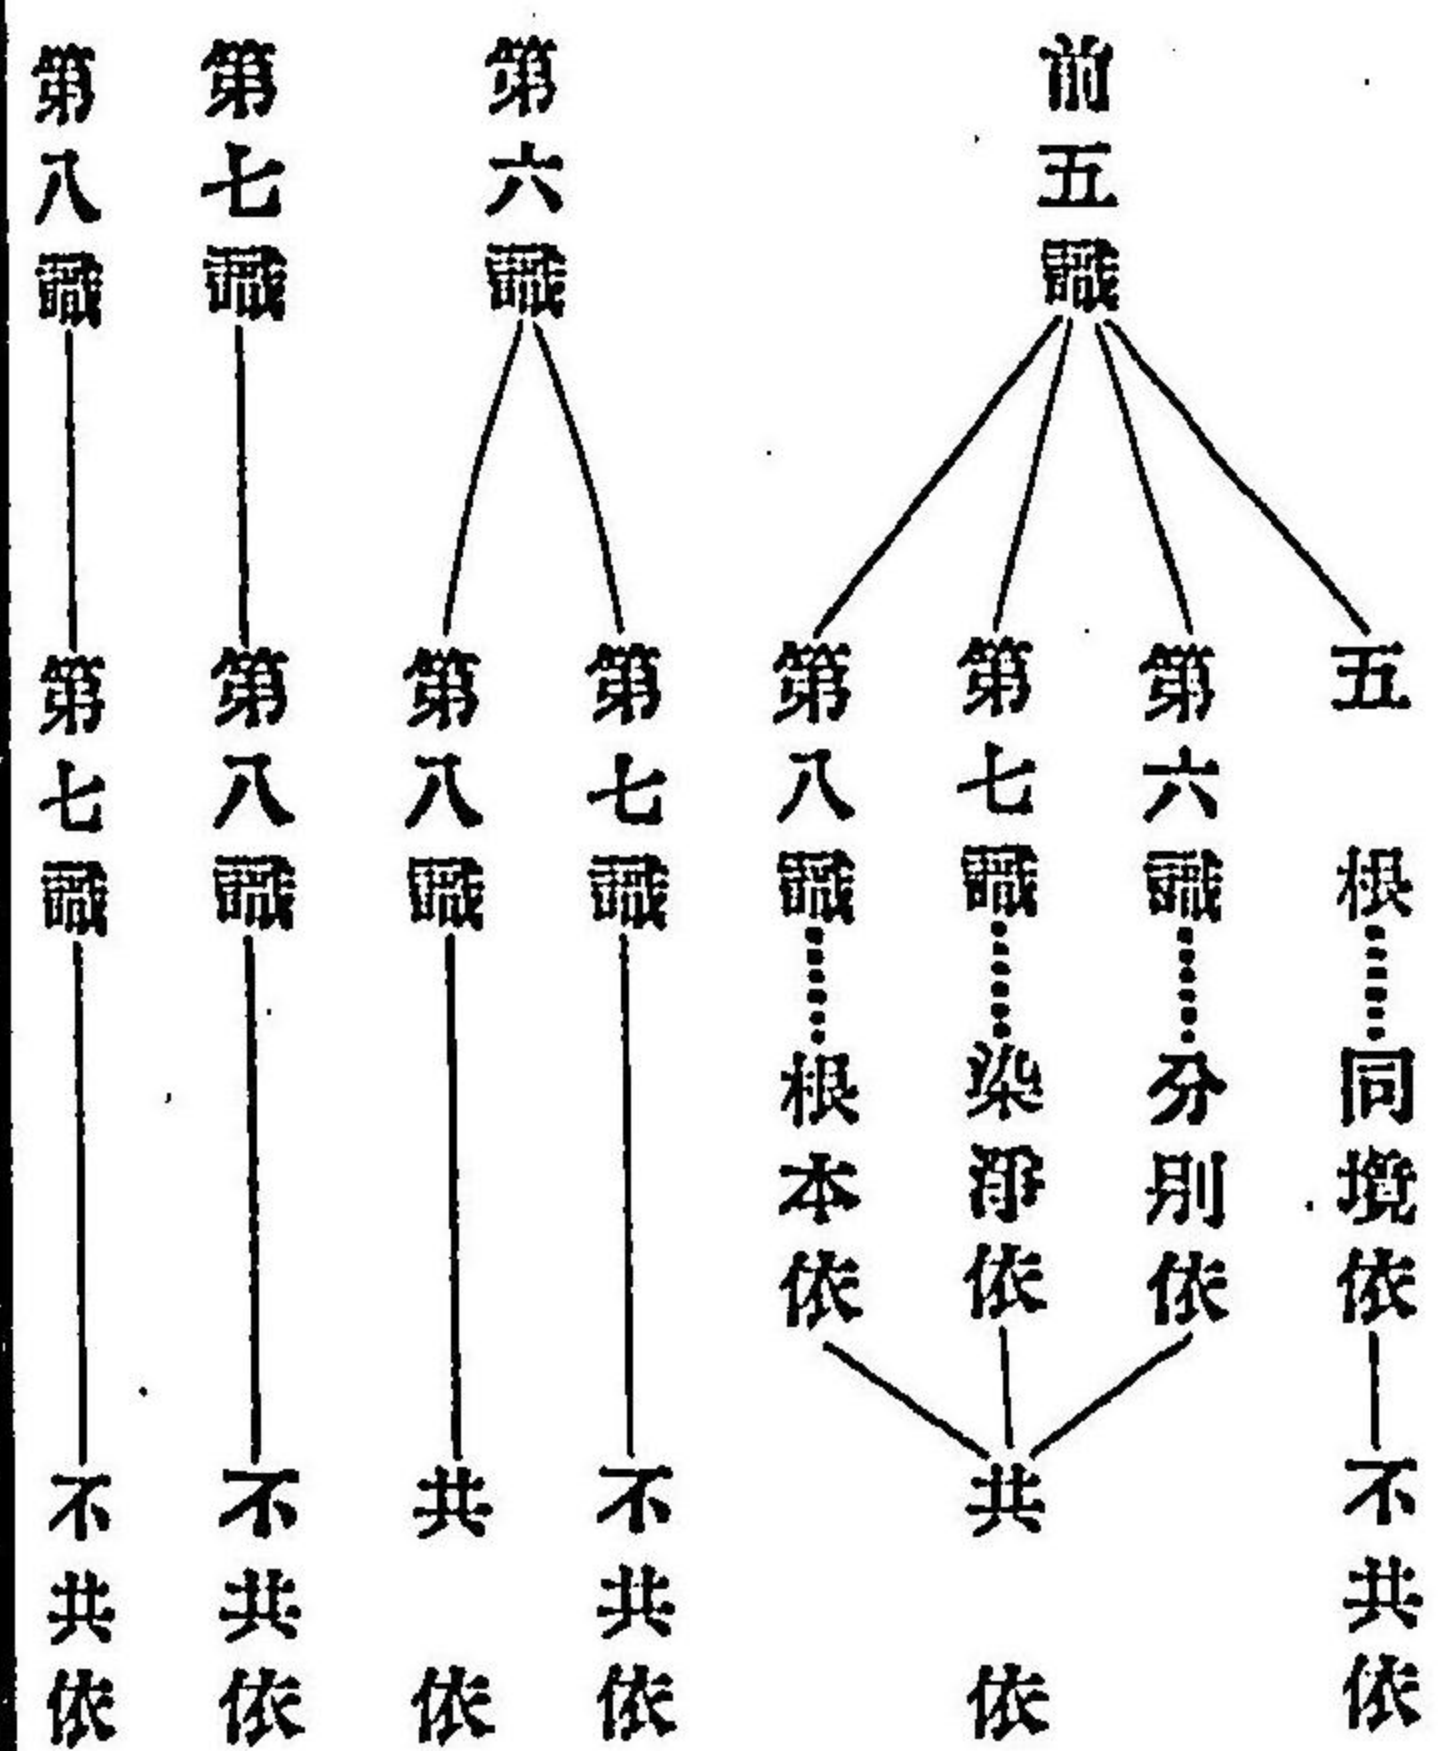 前五識
五根
同境依
不共依
第六識
分別依
第七識
染淨依
第八識
根本依
共依
第六識
第七識
不共依
第八識
共依
第七識
第八識
不共依
第八識
第七識
不共依